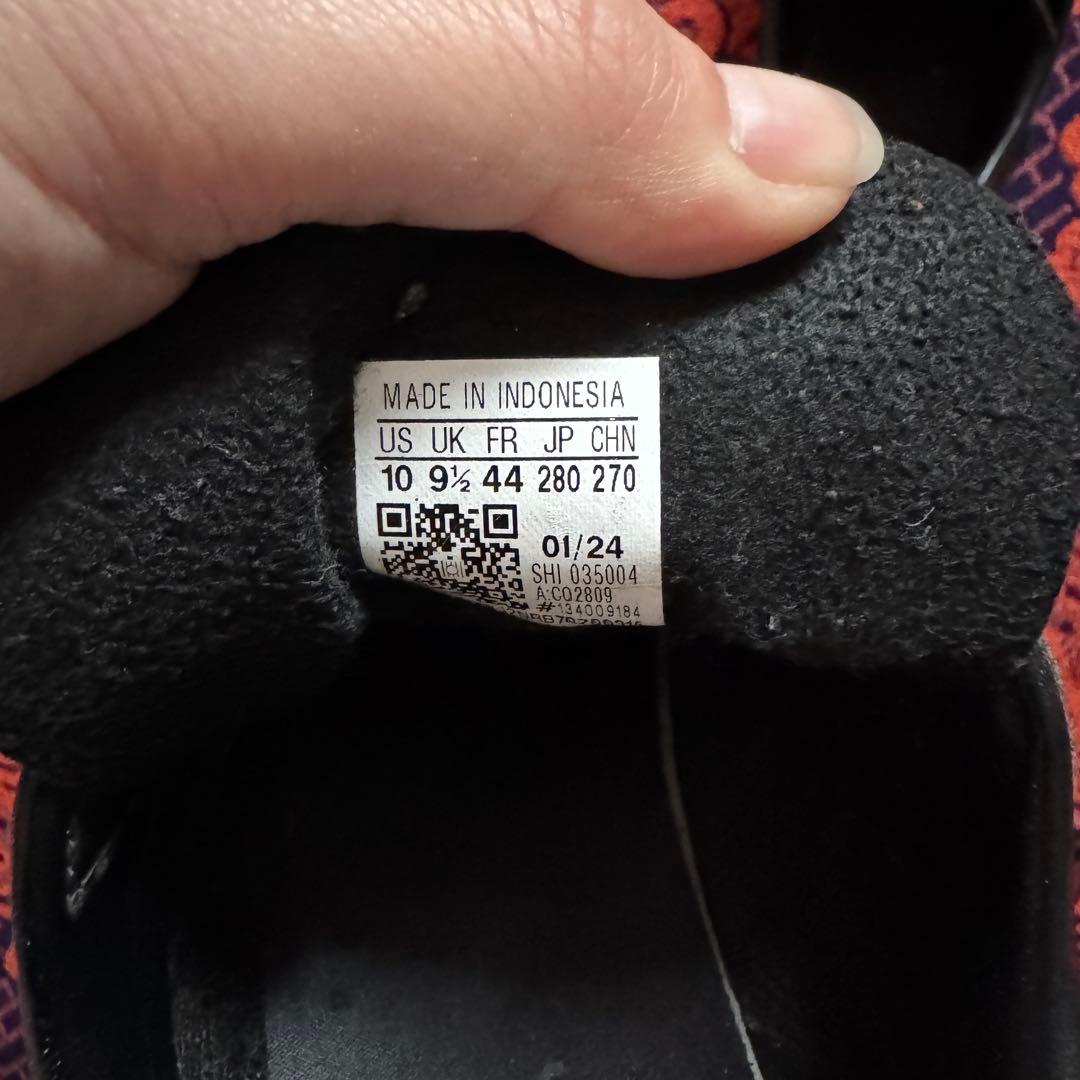 MADE IN INDONESIA
US UK FR JP CHN
10 9½ 44 280 270
01/24
SHI 035004
A:CQ2809
#134009184